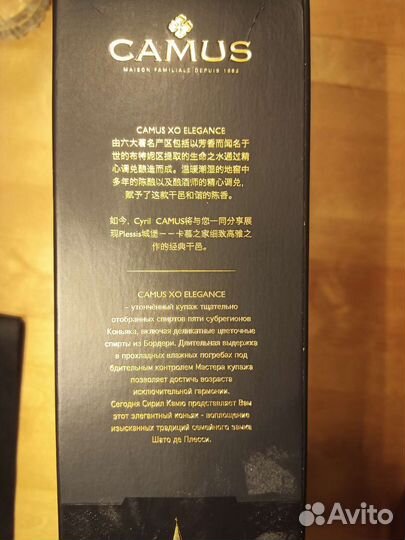 CAMUS
MAISON FAMILIALE DEPUIS 1863
CAMUS XO ELEGANCE
由六大著名产区包括以芳香而闻名于
世的布特妮区提取的生命之水通过精
心调兑酿造而成。温暖潮湿的地窖中
多年的陈酿以及酿酒师的精心调兑,
赋予了这款干邑和谐的陈香。
如今, Cyril CAMUS将与您一同分享展
现Plessis城堡－－卡慕之家细致高雅之
作的经典干邑。
CAMUS XO ELEGANCE
– утончённый купаж тщательно
отобранных спиртов пяти субрегионов
Коньяка, включая деликатные цветочные
спирты из Бордери. Длительная выдержка
в прохладных влажных погребах под
бдительным контролем Мастера купажа
позволяет достичь возраста
исключительной гармонии.
Сегодня Сирил Камю представляет Вам
этот элегантный коньяк - воплощение
изысканных традиций семейного замка
Шато де Плесси.
Avito